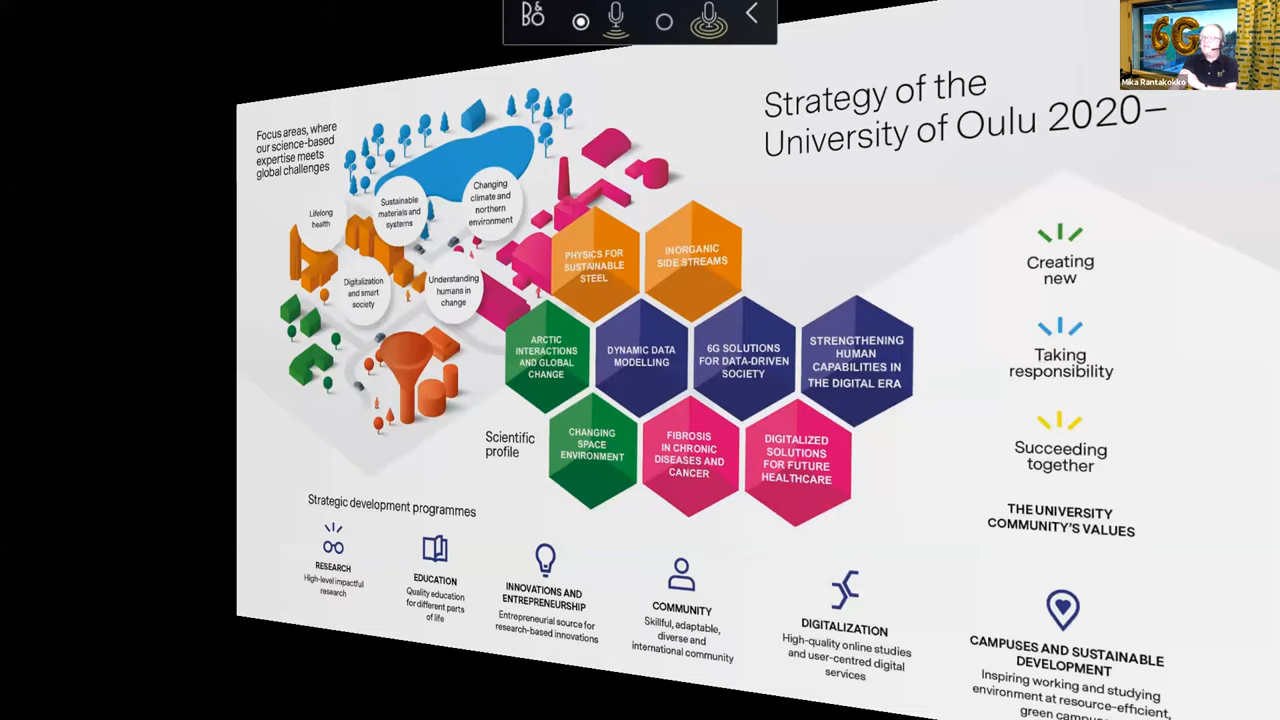 B&O
6G
Mika Rantakokko
Strategy of the
University of Oulu 2020–
Focus areas, where
our science-based
expertise meets
global challenges
Lifelong
health
Sustainable
materials and
systems
Changing
climate and
northern
environment
Digitalization
and smart
society
Understanding
humans in
change
PHYSICS FOR
SUSTAINABLE
STEEL
INORGANIC
SIDE STREAMS
ARCTIC
INTERACTIONS
AND GLOBAL
CHANGE
DYNAMIC DATA
MODELLING
6G SOLUTIONS
FOR DATA-DRIVEN
SOCIETY
STRENGTHENING
HUMAN
CAPABILITIES IN
THE DIGITAL ERA
CHANGING
SPACE
ENVIRONMENT
FIBROSIS
IN CHRONIC
DISEASES AND
CANCER
DIGITALIZED
SOLUTIONS
FOR FUTURE
HEALTHCARE
Scientific
profile
Creating
new
Taking
responsibility
Succeeding
together
THE UNIVERSITY
COMMUNITY'S VALUES
Strategic development programmes
RESEARCH
High-level impactful
research
EDUCATION
Quality education
for different parts
of life
INNOVATIONS AND
ENTREPRENEURSHIP
Entrepreneurial source for
research-based innovations
COMMUNITY
Skillful, adaptable,
diverse and
international community
DIGITALIZATION
High-quality online studies
and user-centred digital
services
CAMPUSES AND SUSTAINABLE
DEVELOPMENT
Inspiring working and studying
environment at resource-efficient,
green campuses